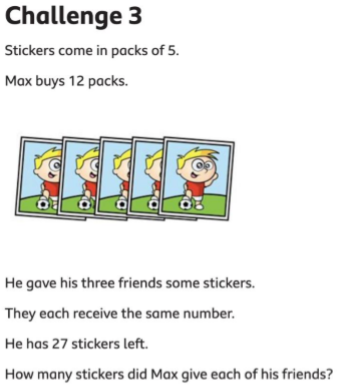 Challenge 3
Stickers come in packs of 5.
Max buys 12 packs.
He gave his three friends some stickers.
They each receive the same number.
He has 27 stickers left.
How many stickers did Max give each of his friends?